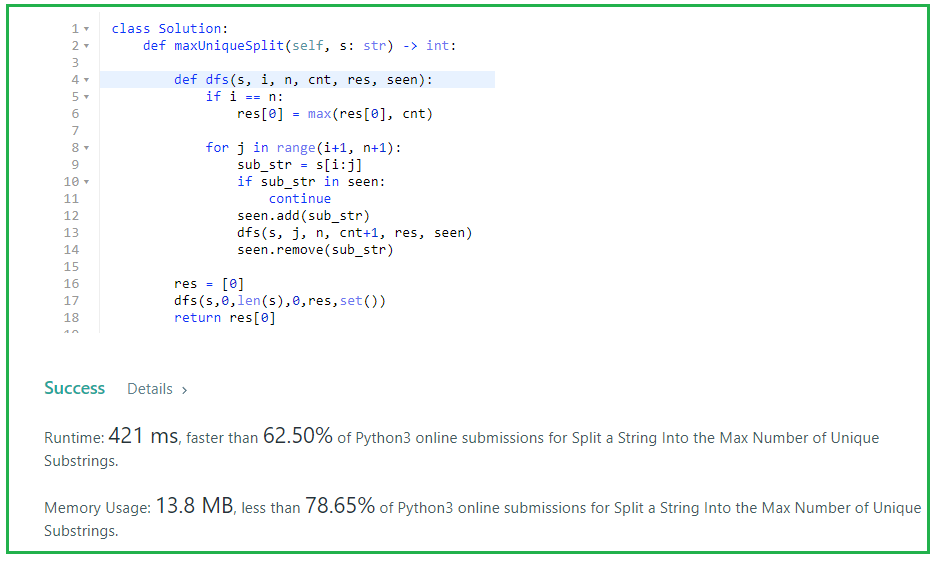 1 class Solution:
2     def maxUniqueSplit(self, s: str) -> int:
3
4         def dfs(s, i, n, cnt, res, seen):
5             if i == n:
6                 res[0] = max(res[0], cnt)
7
8             for j in range(i+1, n+1):
9                 sub_str = s[i:j]
10                 if sub_str in seen:
11                     continue
12                 seen.add(sub_str)
13                 dfs(s, j, n, cnt+1, res, seen)
14                 seen.remove(sub_str)
15
16         res = [0]
17         dfs(s,0,len(s),0,res,set())
18         return res[0]
Success Details >
Runtime: 421 ms, faster than 62.50% of Python3 online submissions for Split a String Into the Max Number of Unique
Substrings.
Memory Usage: 13.8 MB, less than 78.65% of Python3 online submissions for Split a String Into the Max Number of Unique
Substrings.